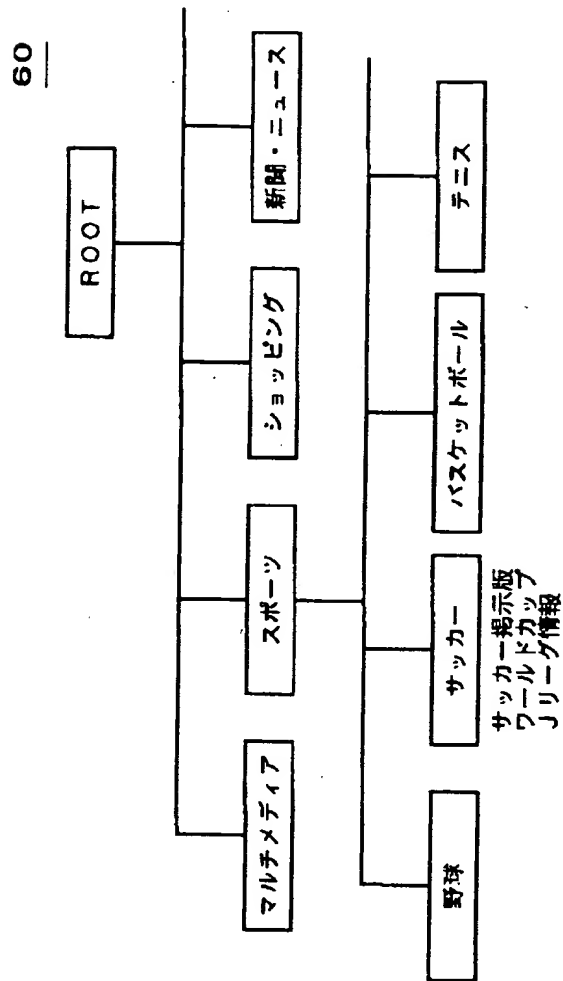 60
ROOT
マルチメディア
スポーツ
ショッピング
新聞・ニュース
野球
サッカー
バスケットボール
テニス
サッカー掲示版
ワールドカップ
Jリーグ情報